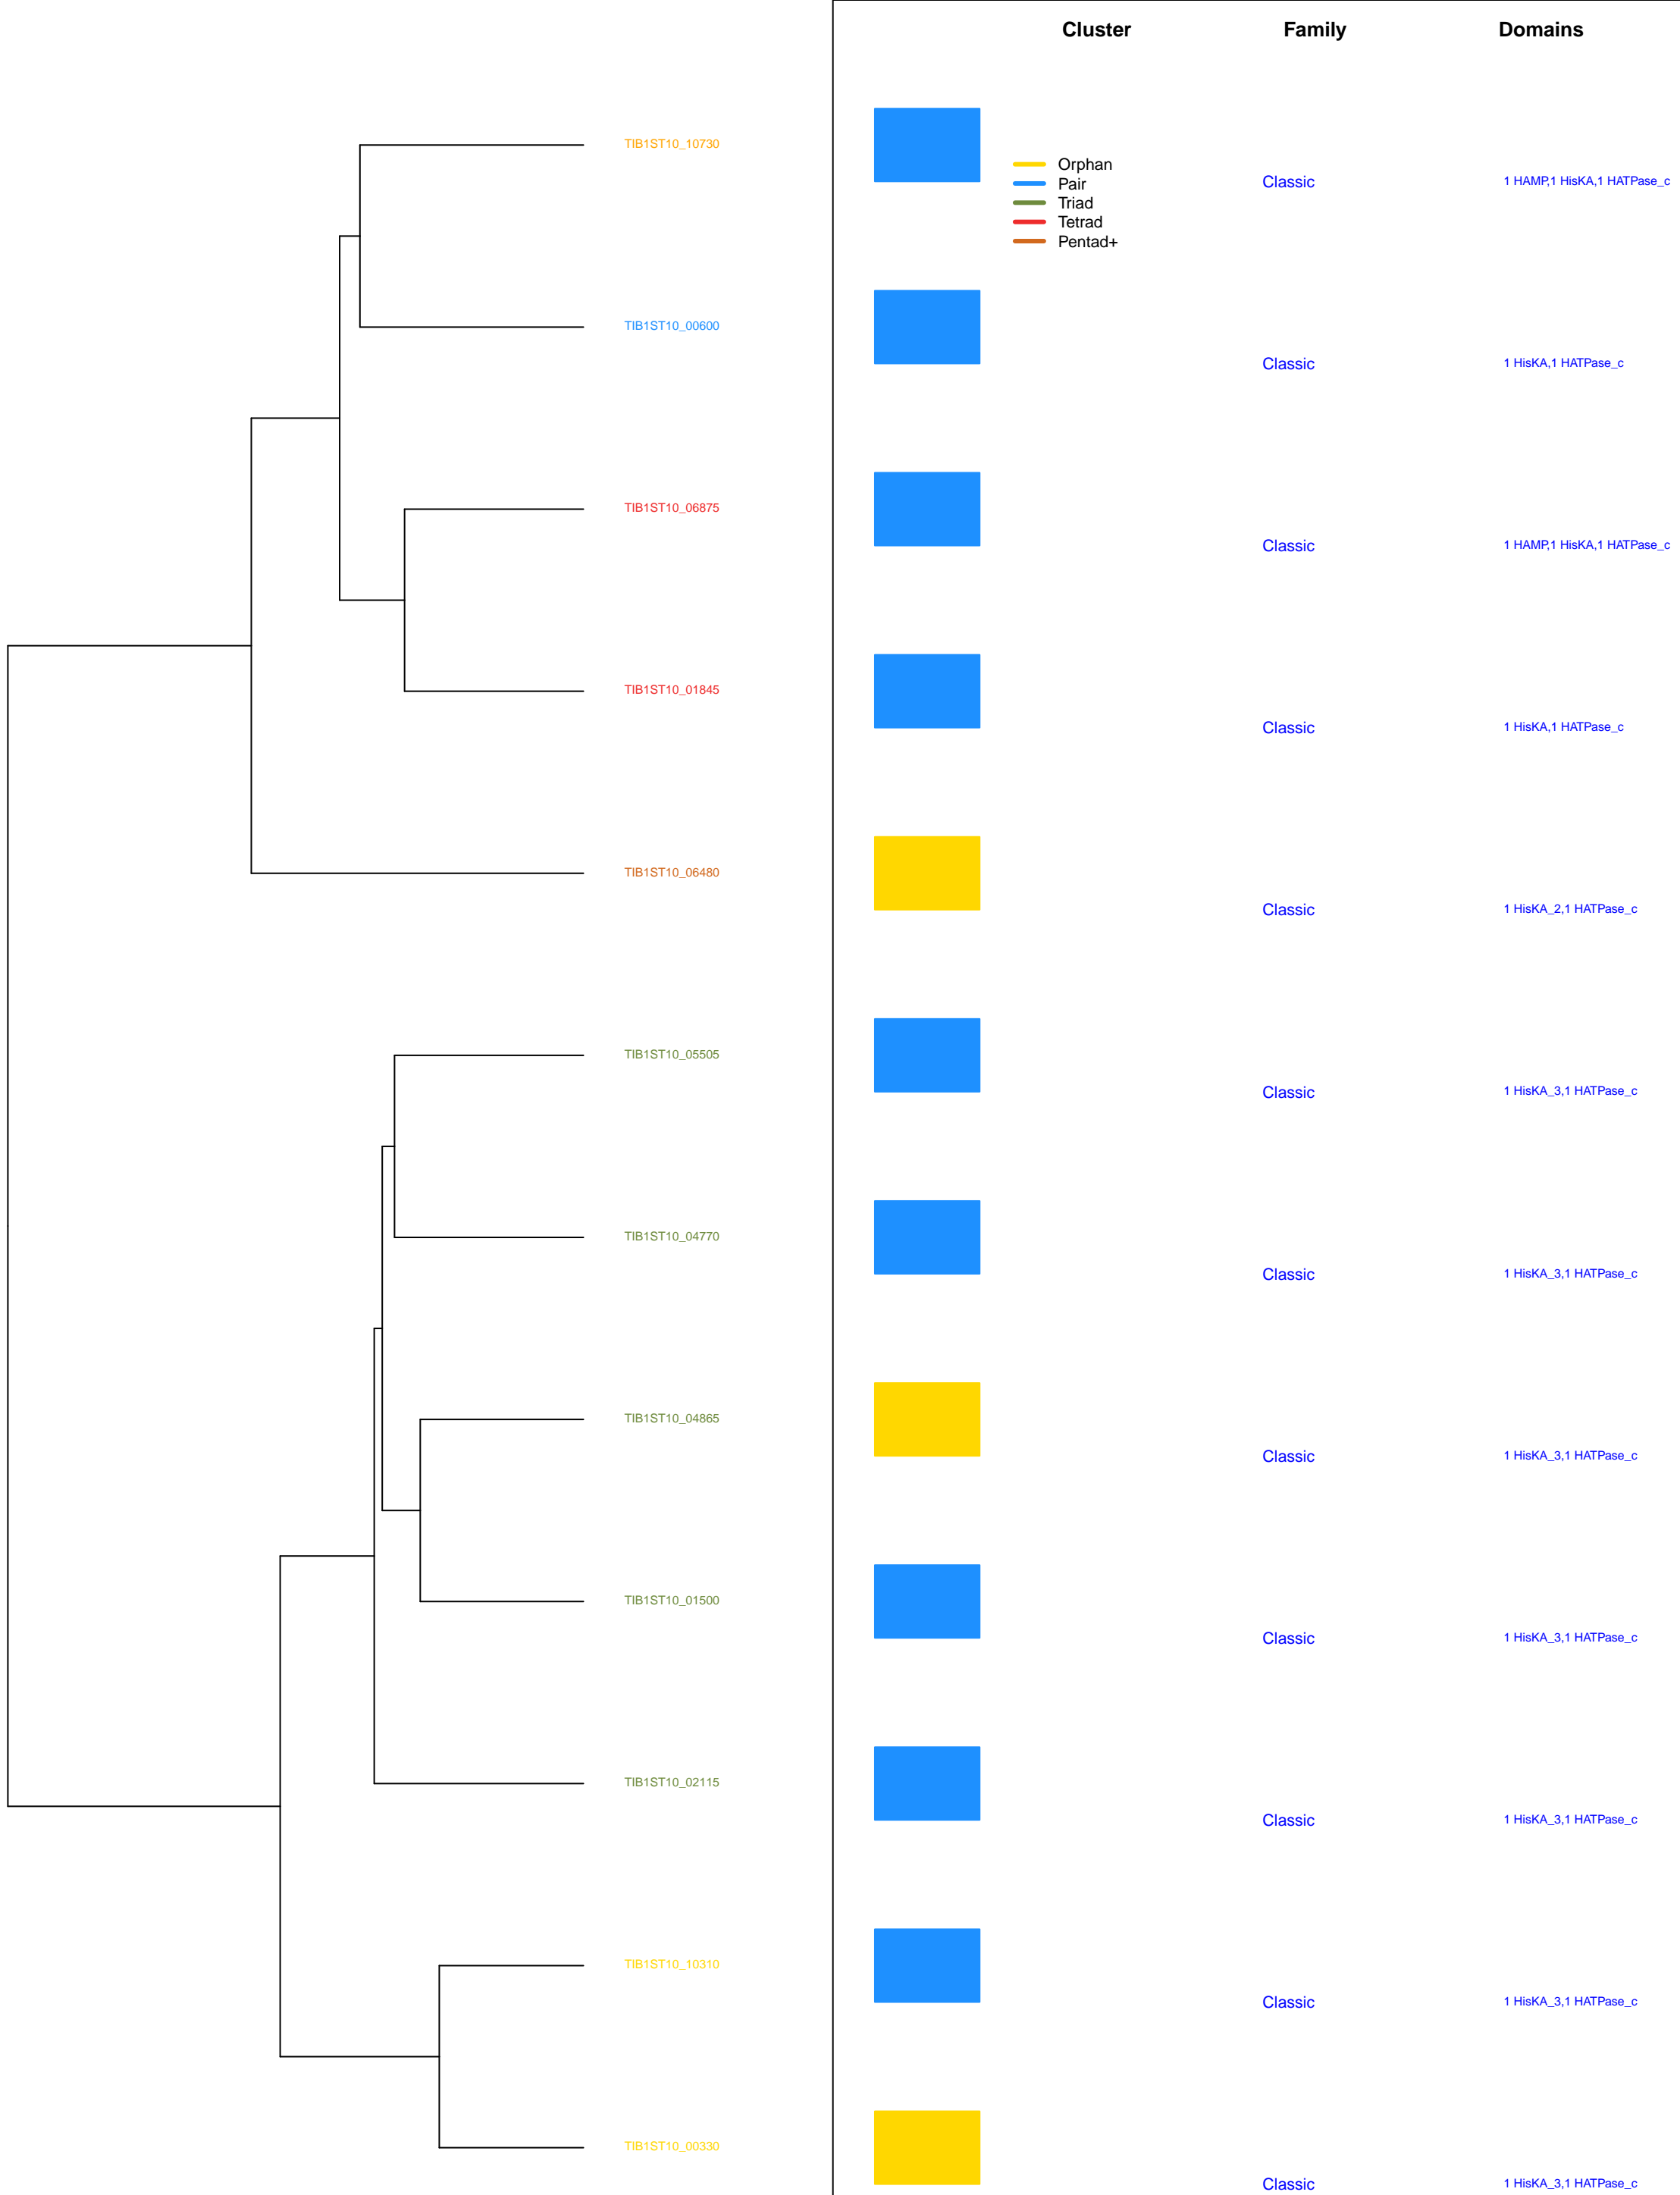 Cluster Family Domains
TIB1ST10_10730
Orphan
Pair
Classic 1 HAMP,1 HisKA,1 HATPase_c
Triad
Tetrad
Pentad+
TIB1ST10_00600
Classic 1 HisKA,1 HATPase_c
TIB1ST10_06875
Classic 1 HAMP,1 HisKA,1 HATPase_c
TIB1ST10_01845
Classic 1 HisKA,1 HATPase_c
TIB1ST10_06480
Classic 1 HisKA_2,1 HATPase_c
TIB1ST10_05505
Classic 1 HisKA_3,1 HATPase_c
TIB1ST10_04770
Classic 1 HisKA_3,1 HATPase_c
TIB1ST10_04865
Classic 1 HisKA_3,1 HATPase_c
TIB1ST10_01500
Classic 1 HisKA_3,1 HATPase_c
TIB1ST10_02115
Classic 1 HisKA_3,1 HATPase_c
TIB1ST10_10310
Classic 1 HisKA_3,1 HATPase_c
TIB1ST10_00330
Classic 1 HisKA_3,1 HATPase_c